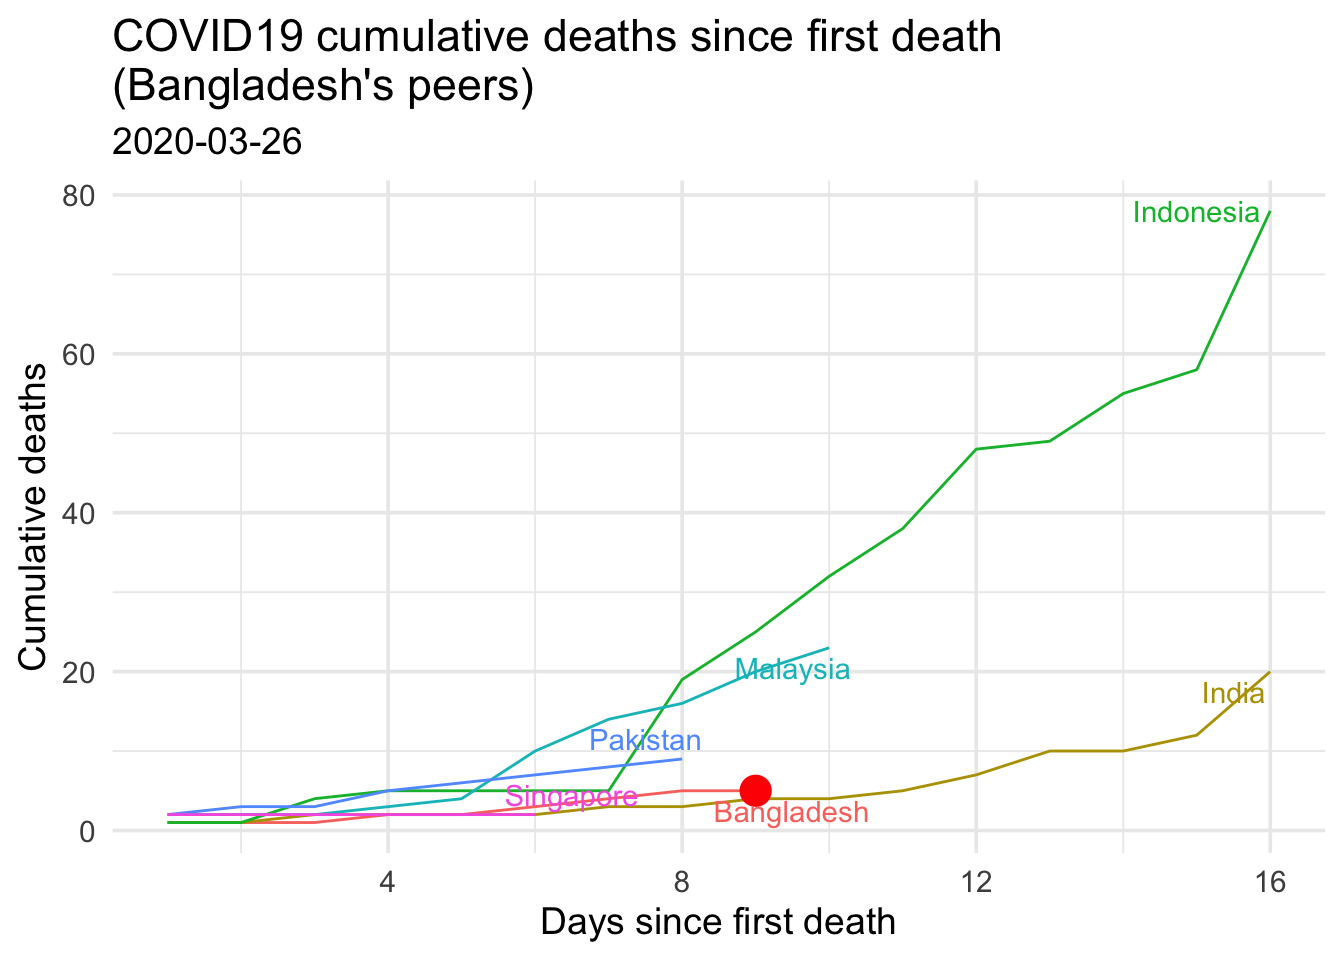 COVID19 cumulative deaths since first death
(Bangladesh's peers)
2020-03-26
80
Indonesia
60
Cumulative deaths
40
20
Malaysia
India
Pakistan
Singapore
Bangladesh
0
4
8
12
16
Days since first death